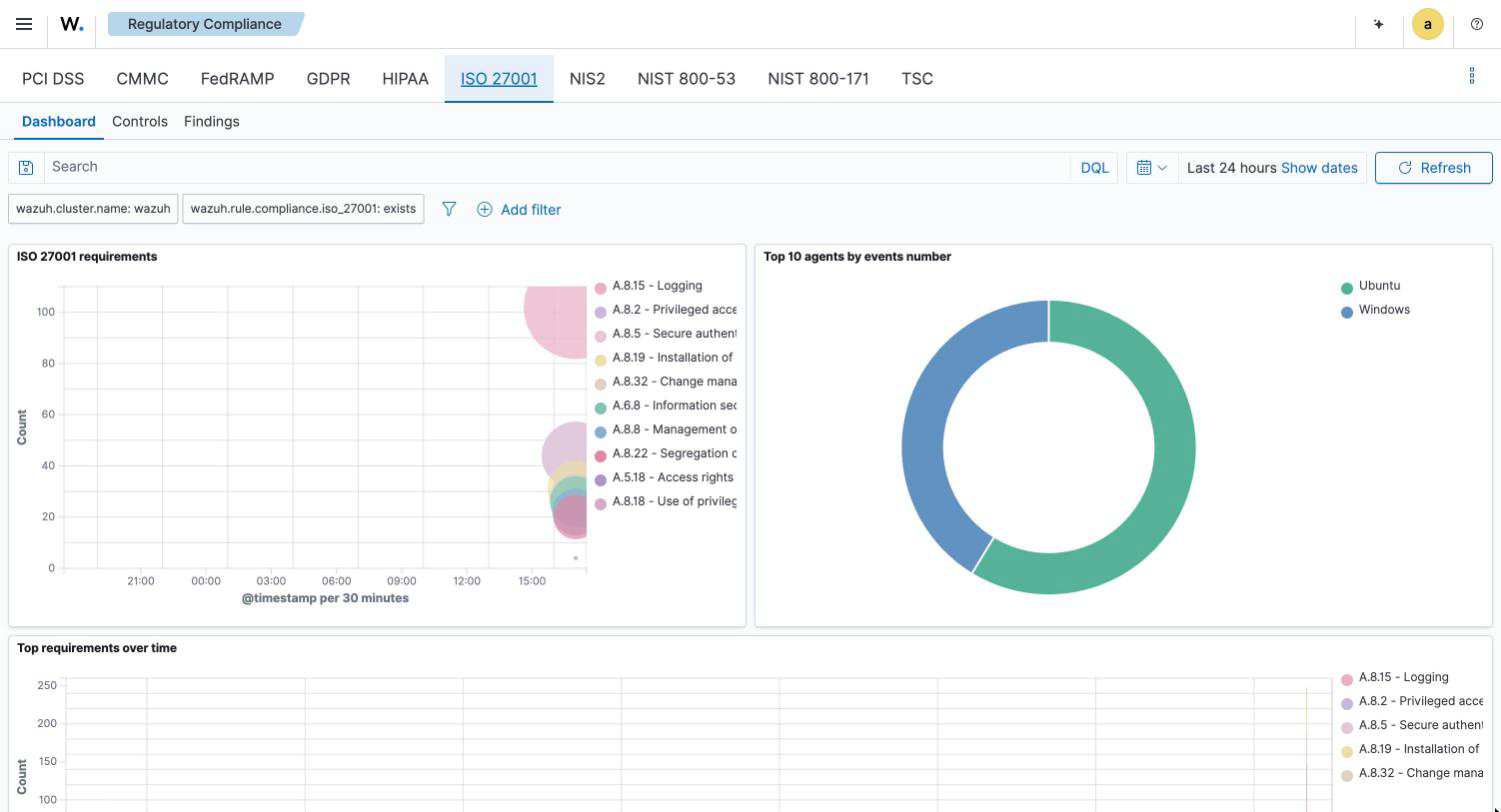 W.
Regulatory Compliance
a
PCI DSS
CMMC
FedRAMP
GDPR
HIPAA
ISO 27001
NIS2
NIST 800-53
NIST 800-171
TSC
Dashboard
Controls
Findings
Search
DQL
Last 24 hours Show dates
Refresh
wazuh.cluster.name: wazuh
wazuh.rule.compliance.iso_27001: exists
Add filter
ISO 27001 requirements
100
80
60
40
20
0
Count
21:00
00:00
03:00
06:00
09:00
12:00
15:00
@timestamp per 30 minutes
A.8.15 - Logging
A.8.2 - Privileged acce
A.8.5 - Secure authent
A.8.19 - Installation of
A.8.32 - Change mana
A.6.8 - Information sec
A.8.8 - Management o
A.8.22 - Segregation c
A.5.18 - Access rights
A.8.18 - Use of privileg
Top 10 agents by events number
Ubuntu
Windows
Top requirements over time
250
200
150
100
Count
A.8.15 - Logging
A.8.2 - Privileged acce
A.8.5 - Secure authent
A.8.19 - Installation of
A.8.32 - Change mana